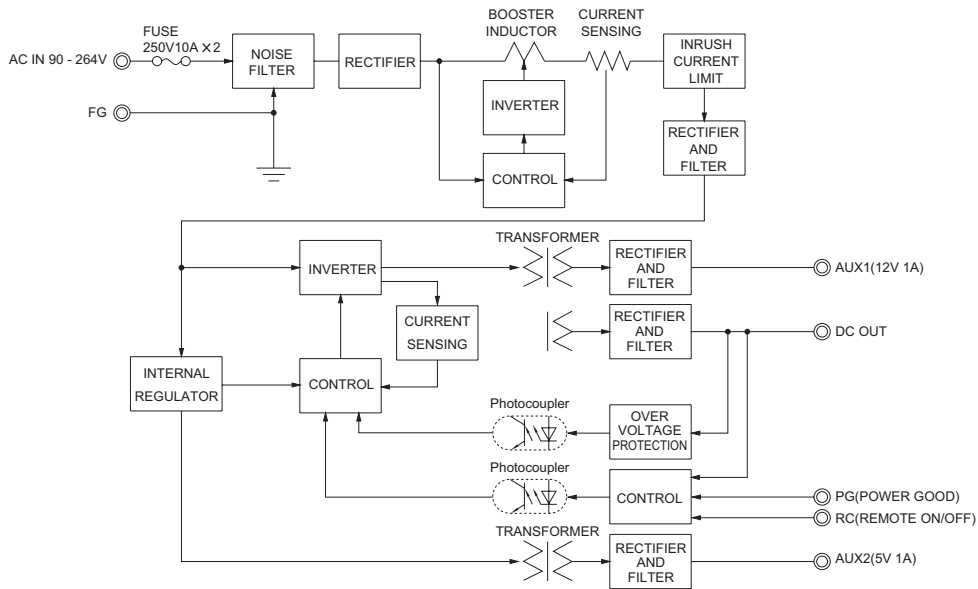 BOOSTER
INDUCTOR
CURRENT
SENSING
FUSE
250V10A ×2
AC IN 90 - 264V
NOISE
FILTER
RECTIFIER
INRUSH
CURRENT
LIMIT
INVERTER
FG
RECTIFIER
AND
FILTER
CONTROL
TRANSFORMER
INVERTER
RECTIFIER
AND
FILTER
AUX1(12V 1A)
CURRENT
SENSING
RECTIFIER
AND
FILTER
DC OUT
INTERNAL
REGULATOR
CONTROL
Photocoupler
OVER
VOLTAGE
PROTECTION
Photocoupler
CONTROL
PG(POWER GOOD)
RC(REMOTE ON/OFF)
TRANSFORMER
RECTIFIER
AND
FILTER
AUX2(5V 1A)